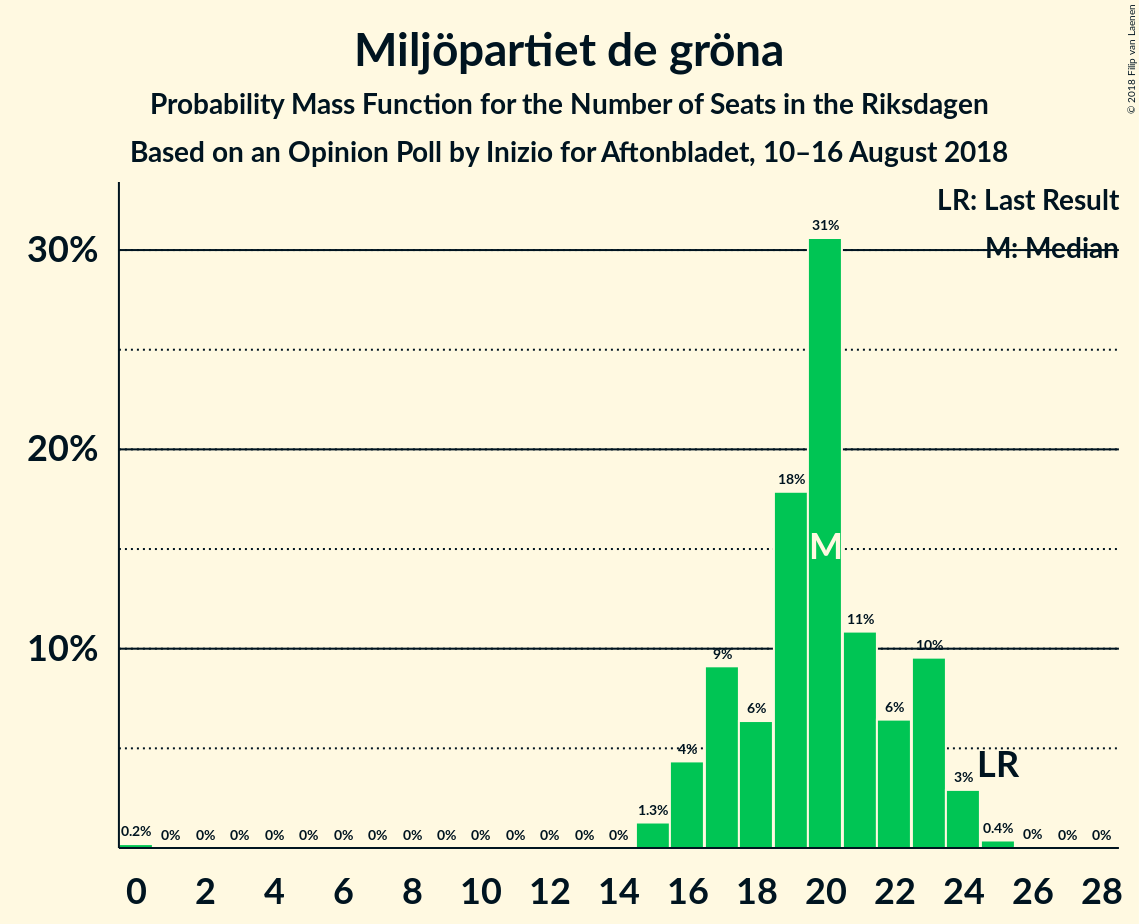 Miljöpartiet de gröna
Probability Mass Function for the Number of Seats in the Riksdagen
Based on an Opinion Poll by Inizio for Aftonbladet, 10–16 August 2018
© 2018 Filip van Laenen
LR: Last Result
M: Median
30%
20%
10%
0.2% 0% 0% 0% 0% 0% 0% 0% 0% 0% 0% 0% 0% 0% 0% 1.3% 4% 9% 6% 18% 31% 11% 6% 10% 3% 0.4% 0% 0% 0%
M
LR
0 2 4 6 8 10 12 14 16 18 20 22 24 26 28